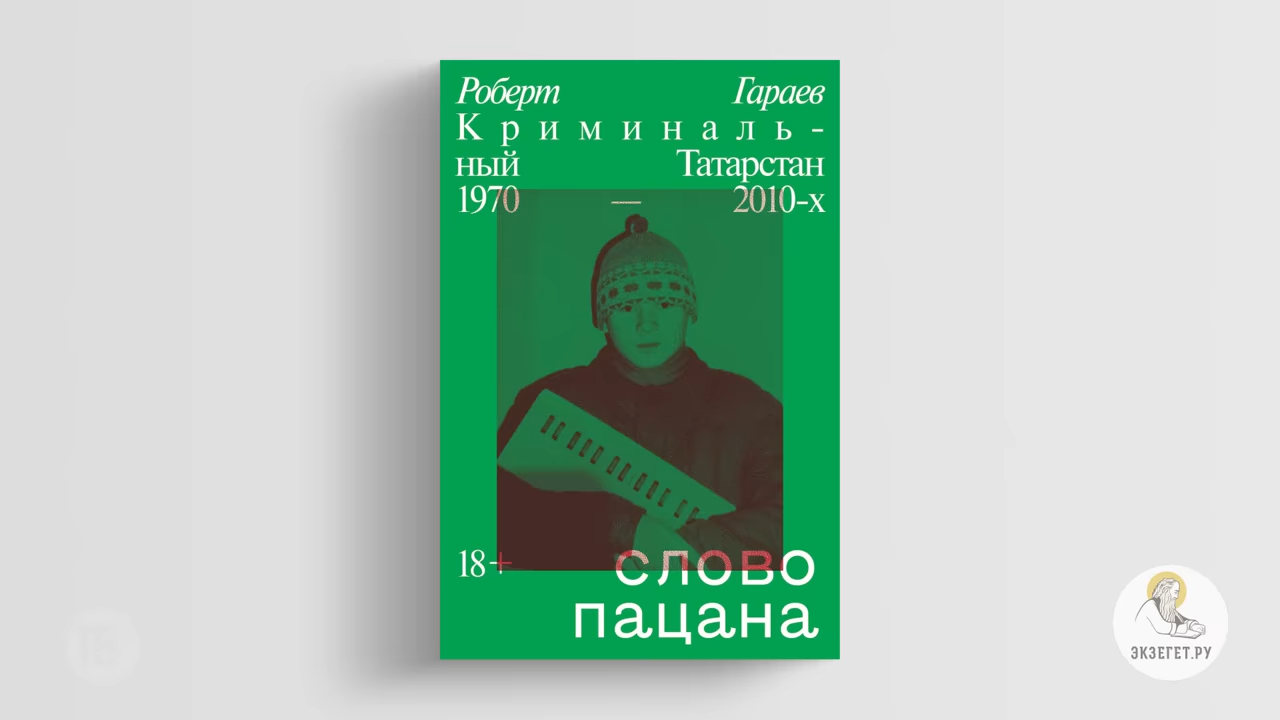 Роберт Гараев
Криминаль-
ный Татарстан
1970 — 2010-х
18+
слово
пацана
ЭКЗЕГЕТ.РУ